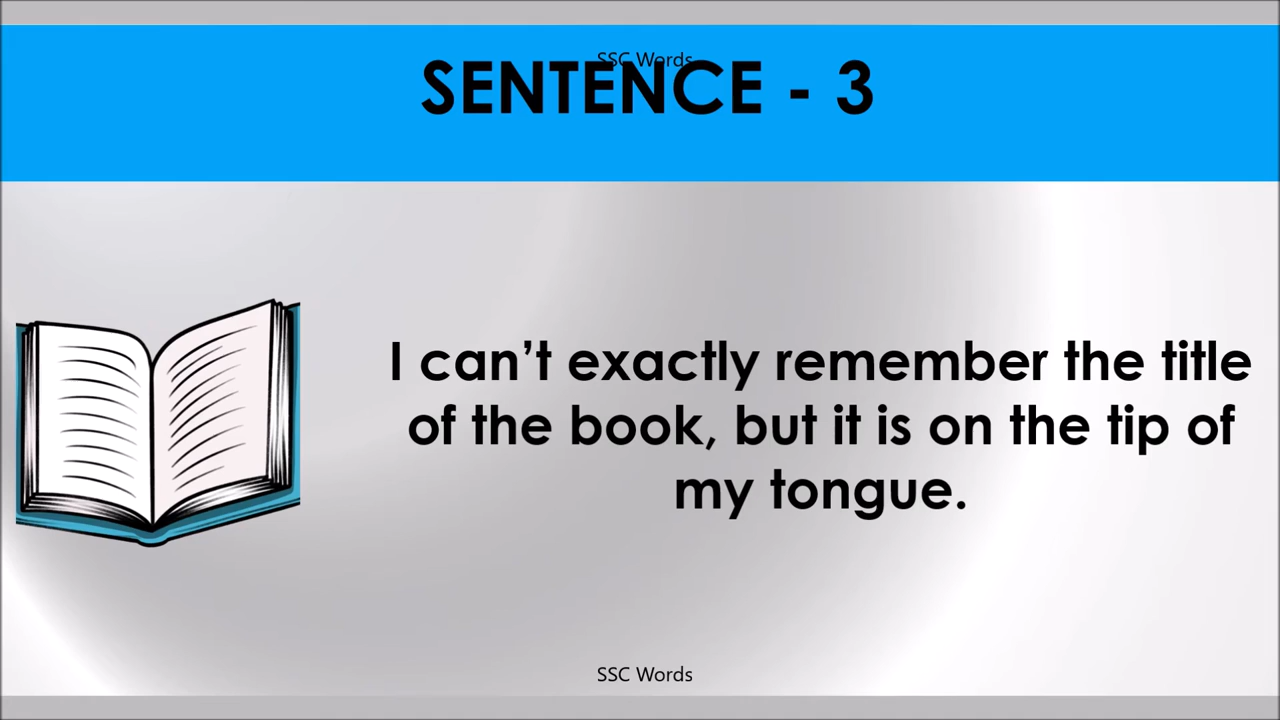 SSC Words
SENTENCE - 3
I can’t exactly remember the title
of the book, but it is on the tip of
my tongue.
SSC Words